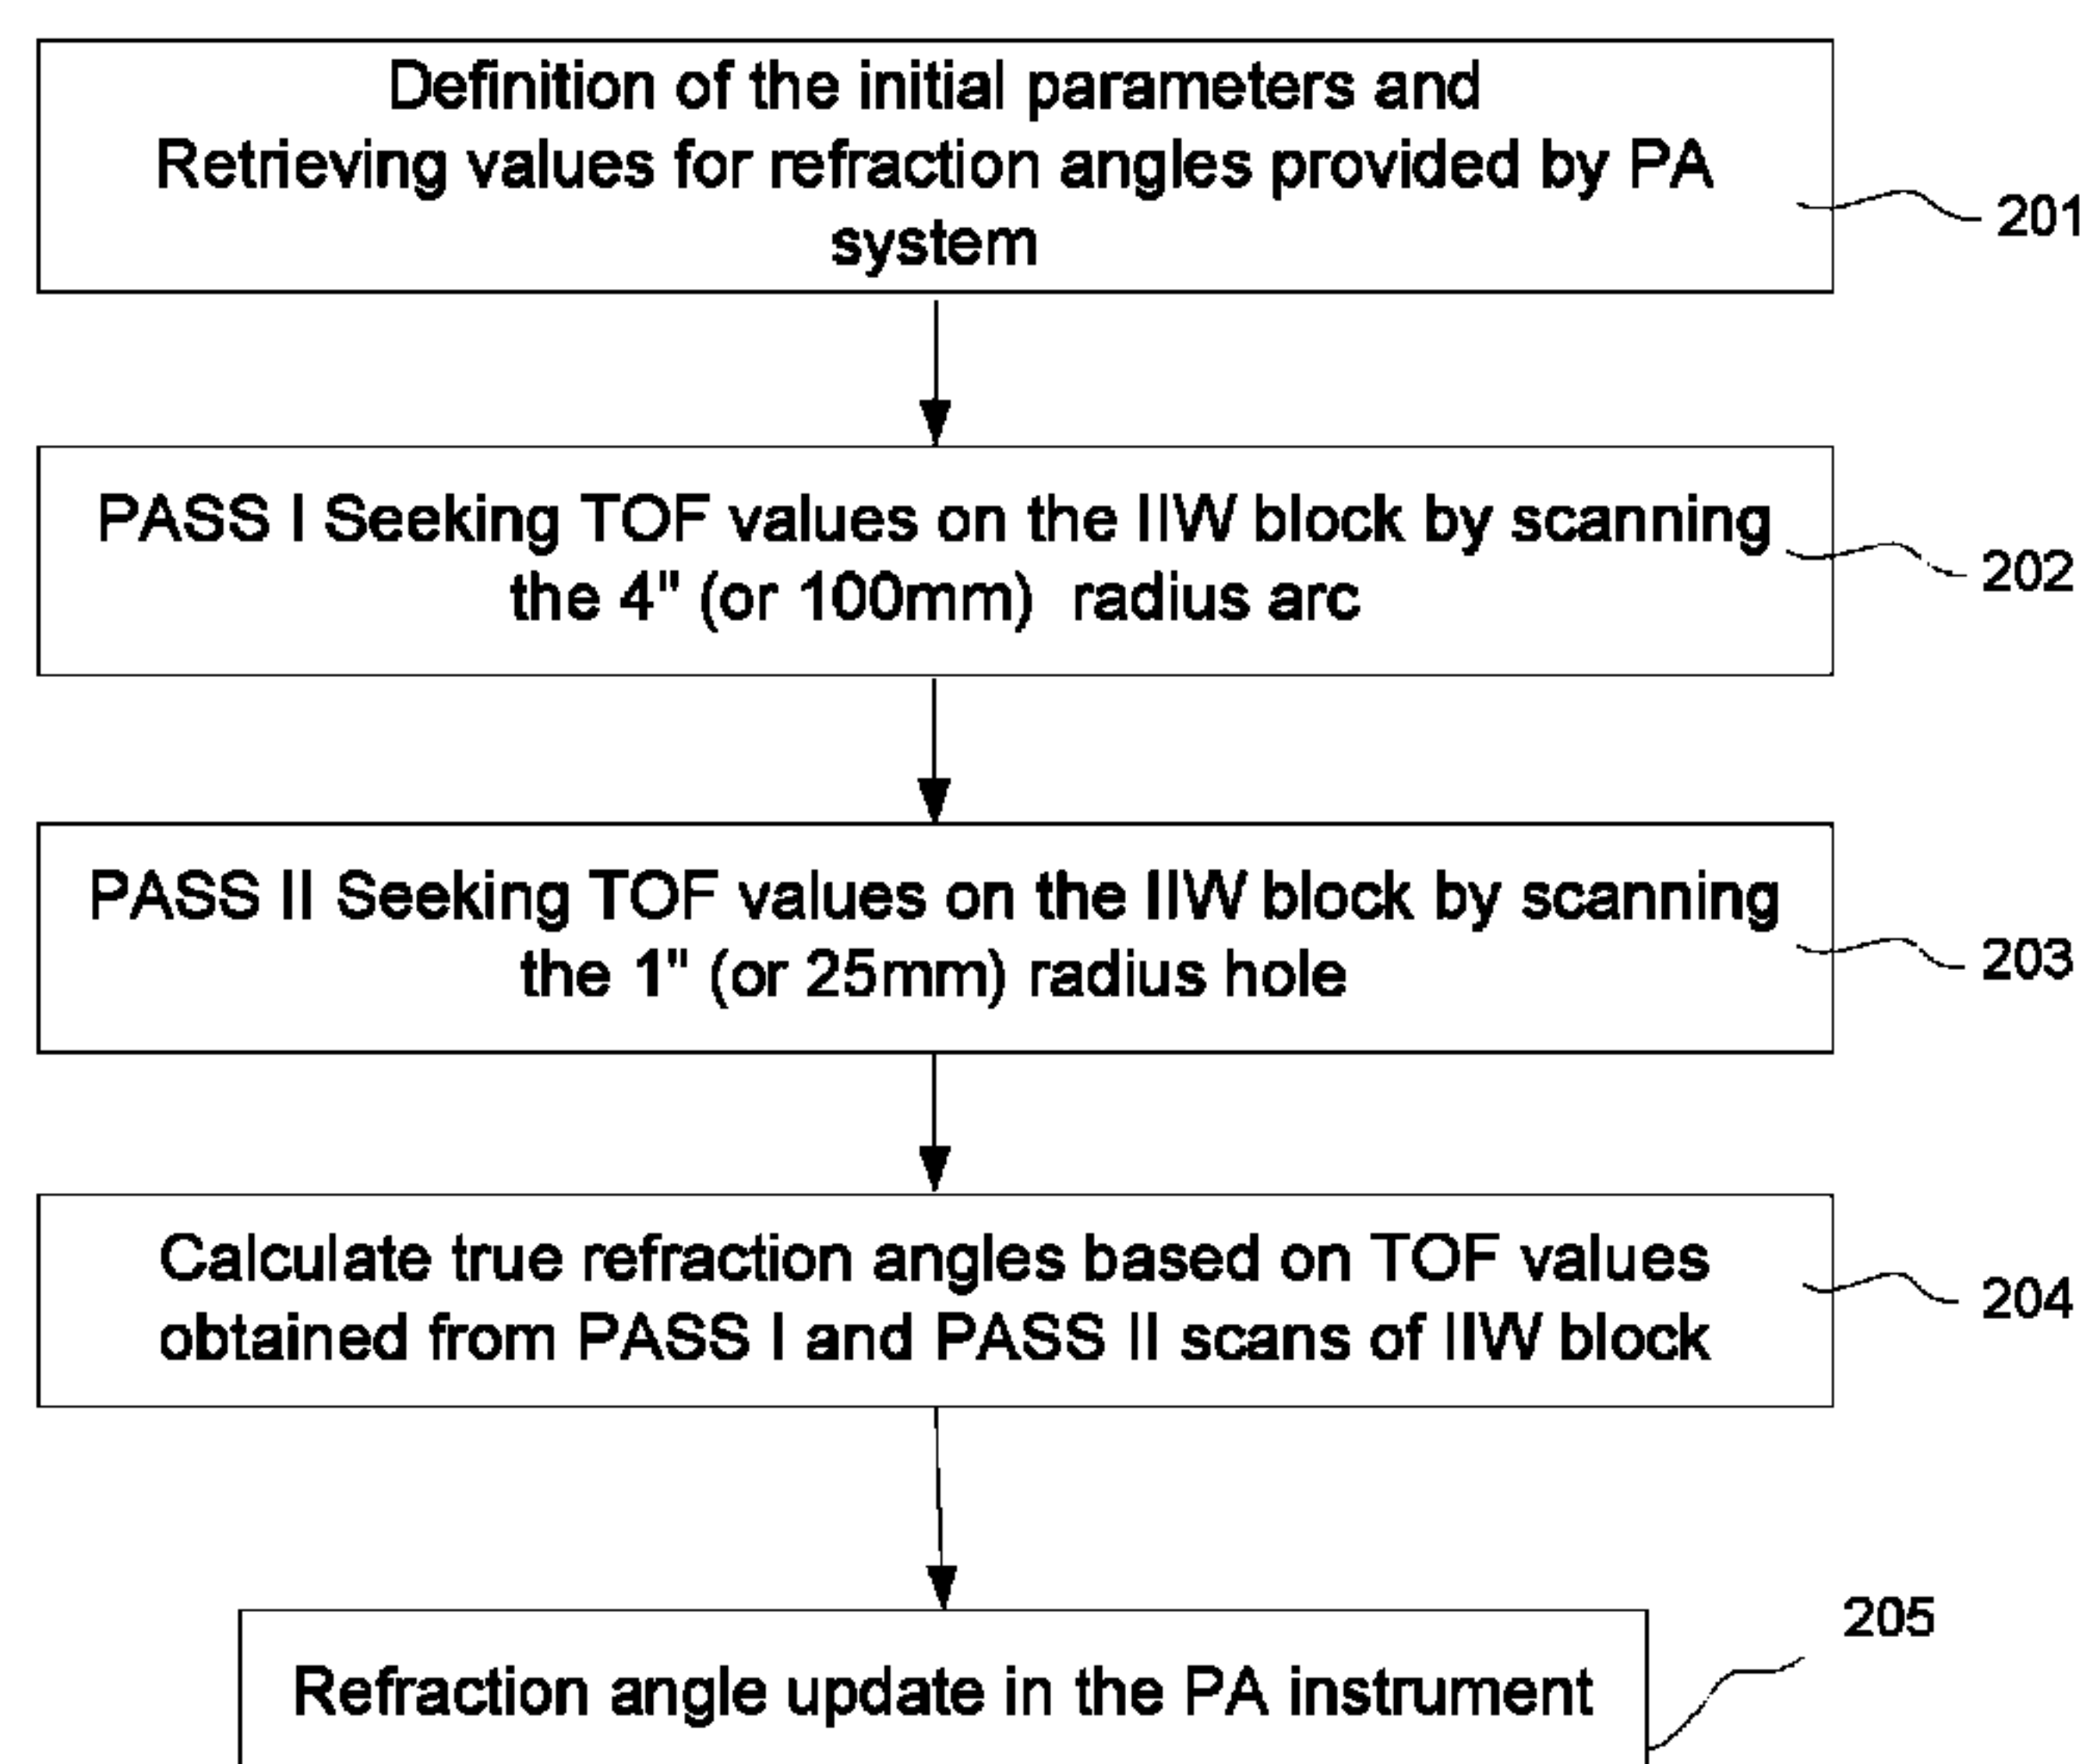 Definition of the initial parameters and
Retrieving values for refraction angles provided by PA
system
201
PASS I Seeking TOF values on the IIW block by scanning
the 4" (or 100mm) radius arc
202
PASS II Seeking TOF values on the IIW block by scanning
the 1" (or 25mm) radius hole
203
Calculate true refraction angles based on TOF values
obtained from PASS I and PASS II scans of IIW block
204
205
Refraction angle update in the PA instrument